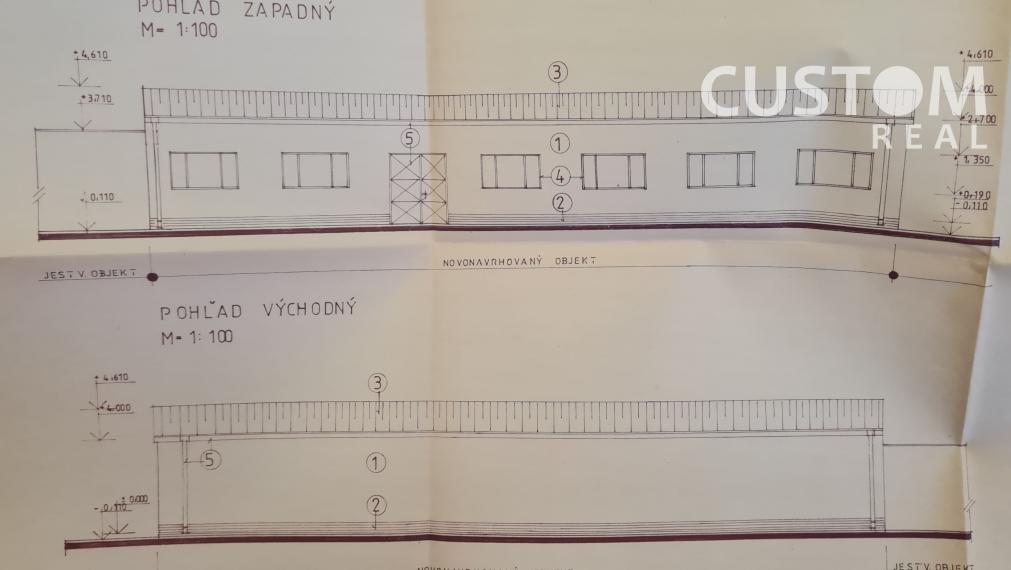 POHĽAD ZÁPADNÝ
M= 1:100
+4,610
+3,710
-0,110
3
5
1
4
2
+4,610
+4,000
+2,700
1,350
+0,190
-0,110
CUSTOM
REAL
JEST V. OBJEKT
NOVONAVRHOVANÝ OBJEKT
POHĽAD VÝCHODNÝ
M= 1:100
+4,610
+4,000
3
5
1
2
±0,000
-0,110
JEST V. OBJEKT